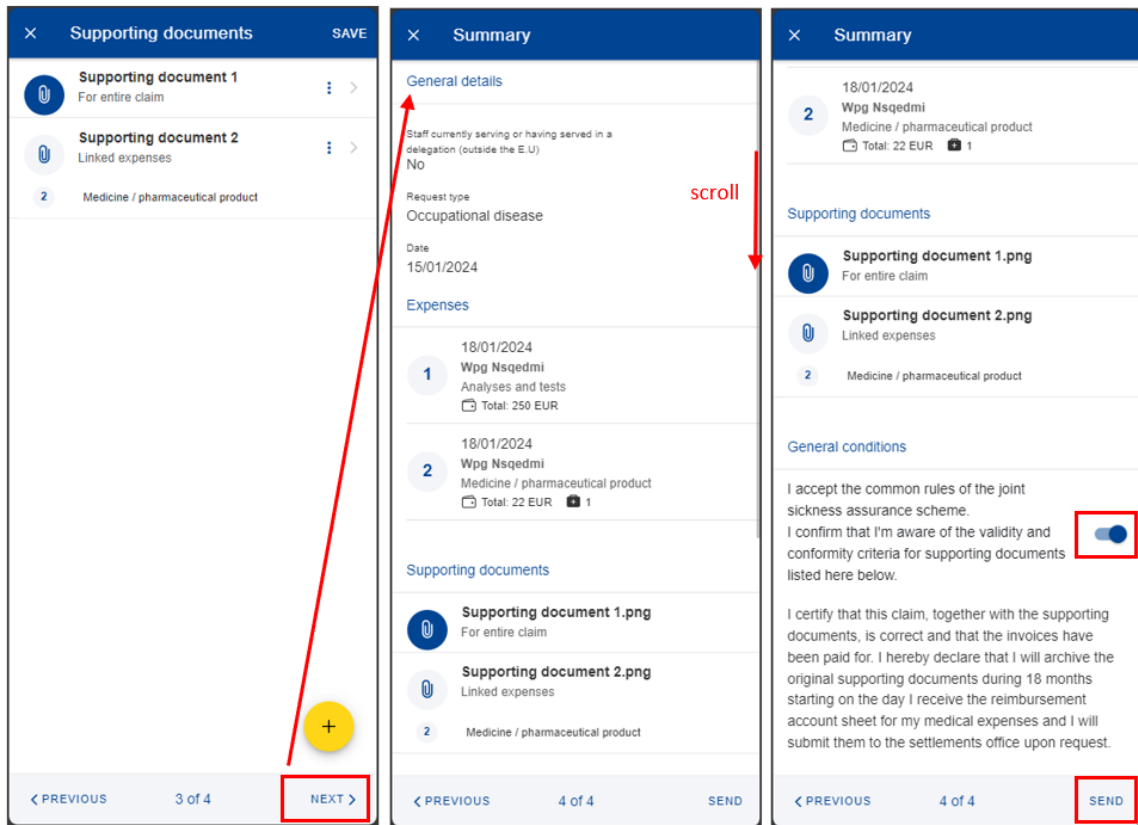 Supporting documents
SAVE
Supporting document 1
For entire claim
Supporting document 2
Linked expenses
2 Medicine / pharmaceutical product
+
PREVIOUS 3 of 4 NEXT
Summary
General details
Staff currently serving or having served in a
delegation (outside the E.U)
No
Request type
Occupational disease
Date
15/01/2024
Expenses
18/01/2024
1 Wpg Nsqedmi
Analyses and tests
Total: 250 EUR
18/01/2024
2 Wpg Nsqedmi
Medicine / pharmaceutical product
Total: 22 EUR 1
Supporting documents
Supporting document 1.png
For entire claim
Supporting document 2.png
Linked expenses
2 Medicine / pharmaceutical product
PREVIOUS 4 of 4 SEND
scroll
Summary
18/01/2024
2 Wpg Nsqedmi
Medicine / pharmaceutical product
Total: 22 EUR 1
Supporting documents
Supporting document 1.png
For entire claim
Supporting document 2.png
Linked expenses
2 Medicine / pharmaceutical product
General conditions
I accept the common rules of the joint
sickness assurance scheme.
I confirm that I'm aware of the validity and
conformity criteria for supporting documents
listed here below.
I certify that this claim, together with the supporting
documents, is correct and that the invoices have
been paid for. I hereby declare that I will archive the
original supporting documents during 18 months
starting on the day I receive the reimbursement
account sheet for my medical expenses and I will
submit them to the settlements office upon request.
PREVIOUS 4 of 4 SEND